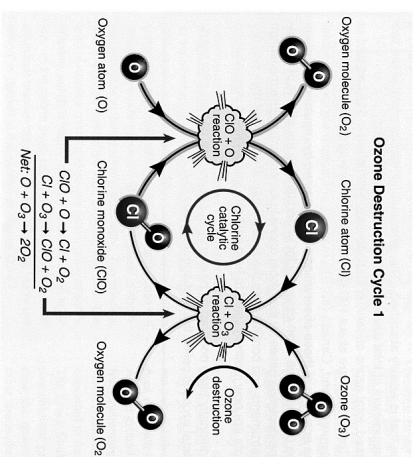 Ozone Destruction Cycle 1
Oxygen molecule (O₂)
Chlorine atom (Cl)
Ozone (O₃)
O O
Cl
O O O
ClO + O
reaction
Chlorine
catalytic
cycle
Cl + O₃
reaction
Ozone
destruction
O
Cl O
O O
Oxygen atom (O)
Chlorine monoxide (ClO)
Oxygen molecule (O₂
ClO + O → Cl + O₂
Cl + O₃ → ClO + O₂
Net: O + O₃ → 2O₂